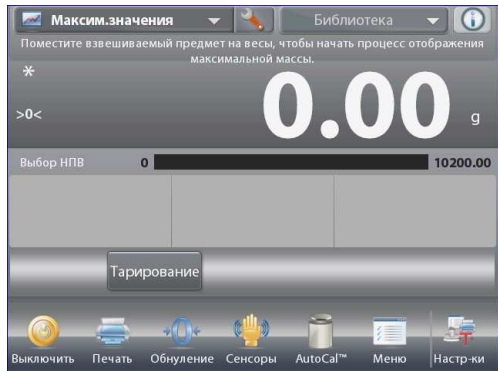 Максим.значения Библиотека
Поместите взвешиваемый предмет на весы, чтобы начать процесс отображения
максимальной массы.
*
>0< 0.00 g
Выбор НПВ 0 10200.00
Тарирование
Выключить Печать Обнуление Сенсоры AutoCal™ Меню Настр-ки